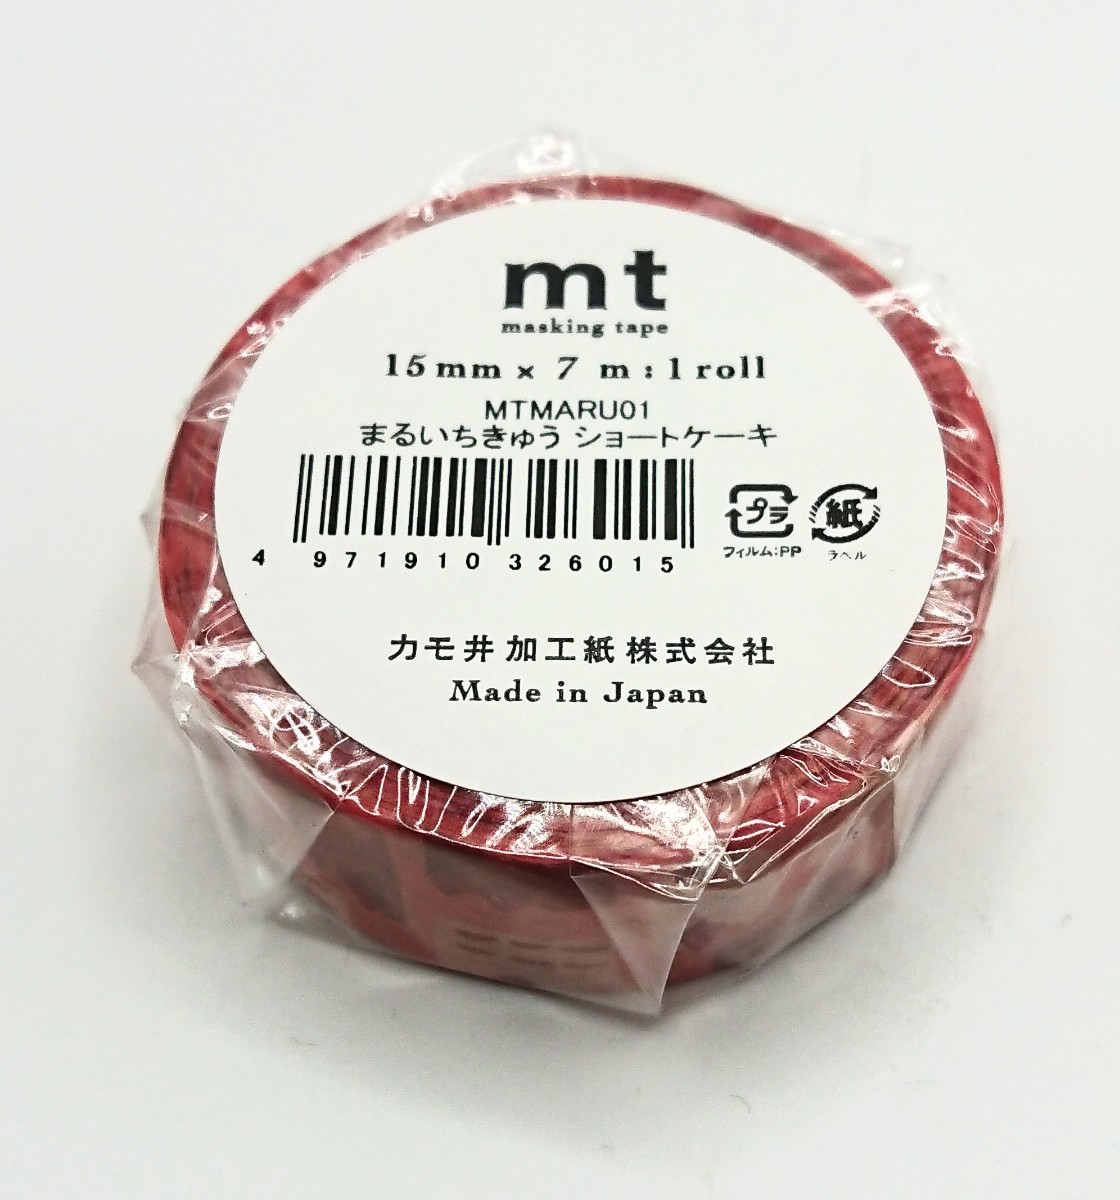 mt
masking tape
15mm × 7 m : 1 roll
MTMARU01
まるいちきゅう ショートケーキ
プラ 紙
フィルム:PP ラベル
4 971910 326015
カモ井加工紙株式会社
Made in Japan